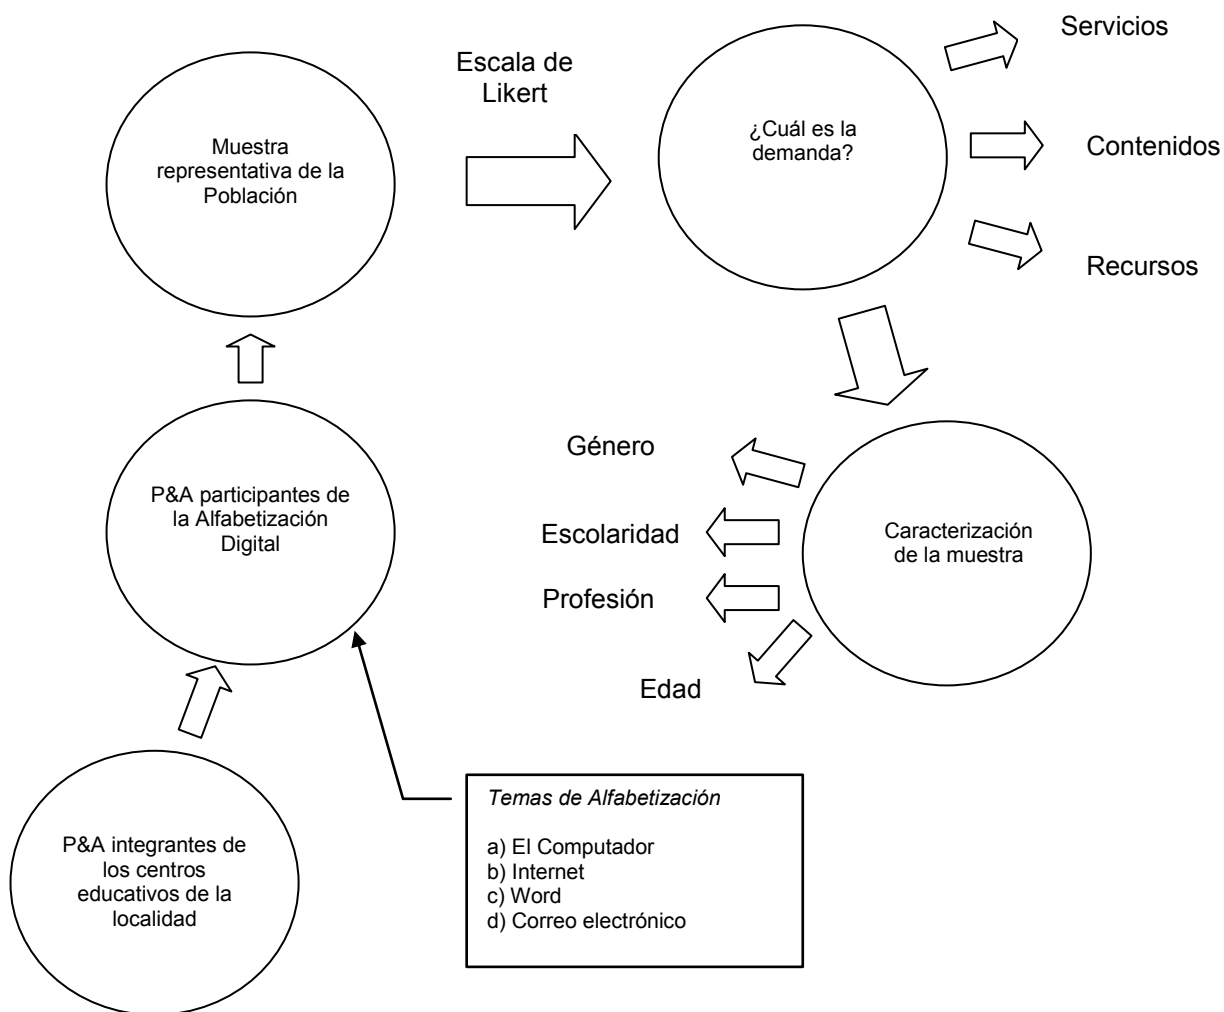 Servicios
Escala de
Likert
Muestra
representativa de la
Población
¿Cuál es la
demanda?
Contenidos
Recursos
Género
P&A participantes de
la Alfabetización
Digital
Escolaridad
Caracterización
de la muestra
Profesión
Edad
P&A integrantes de
los centros
educativos de la
localidad
Temas de Alfabetización
a) El Computador
b) Internet
c) Word
d) Correo electrónico